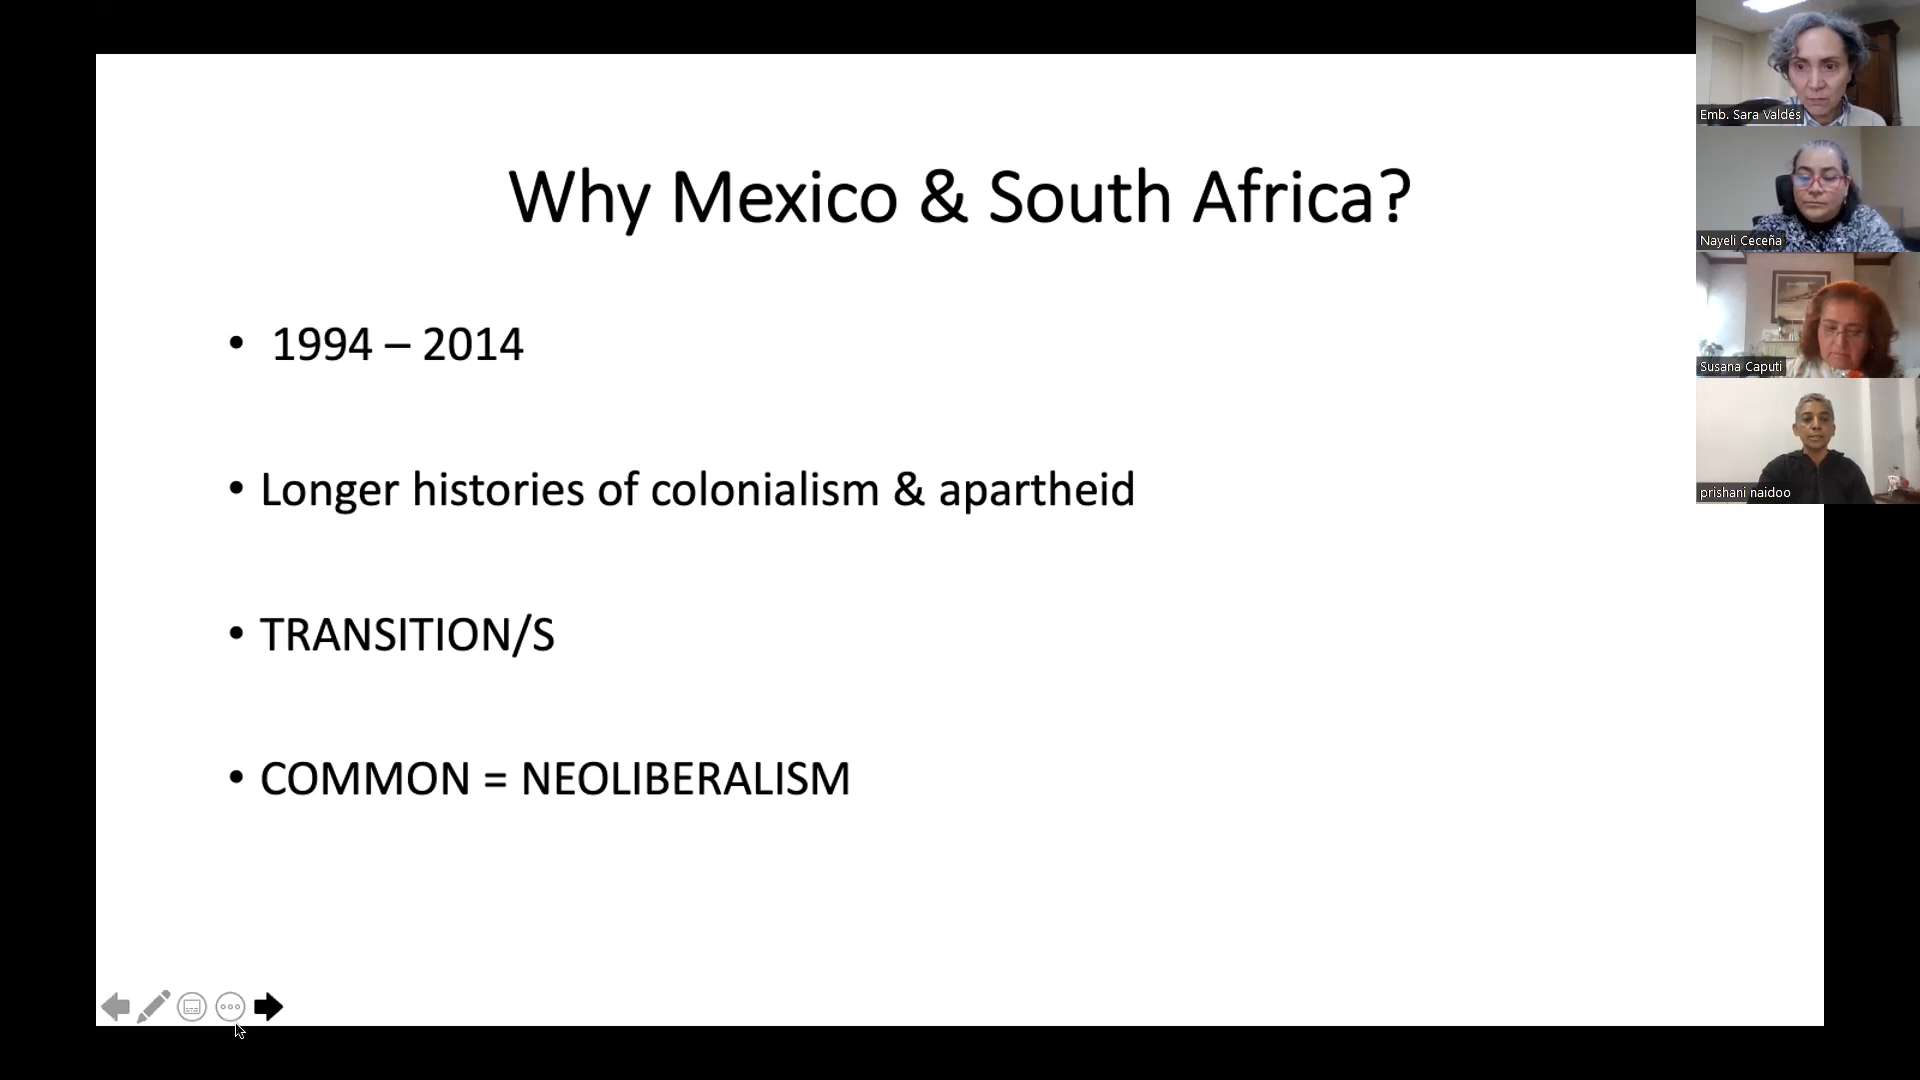 Why Mexico & South Africa?
• 1994 – 2014
• Longer histories of colonialism & apartheid
• TRANSITION/S
• COMMON = NEOLIBERALISM
Emb. Sara Valdés
Nayeli Ceceña
Susana Caputi
prishani naidoo